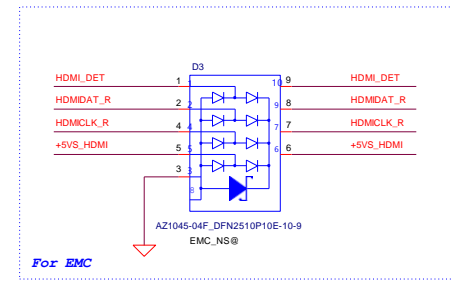 D3
HDMI_DET 1 1 10 9 HDMI_DET
HDMIDAT_R 2 2 9 8 HDMIDAT_R
HDMICLK_R 4 4 7 7 HDMICLK_R
+5VS_HDMI 5 5 6 6 +5VS_HDMI
3 3
8
AZ1045-04F_DFN2510P10E-10-9
EMC_NS@
For EMC